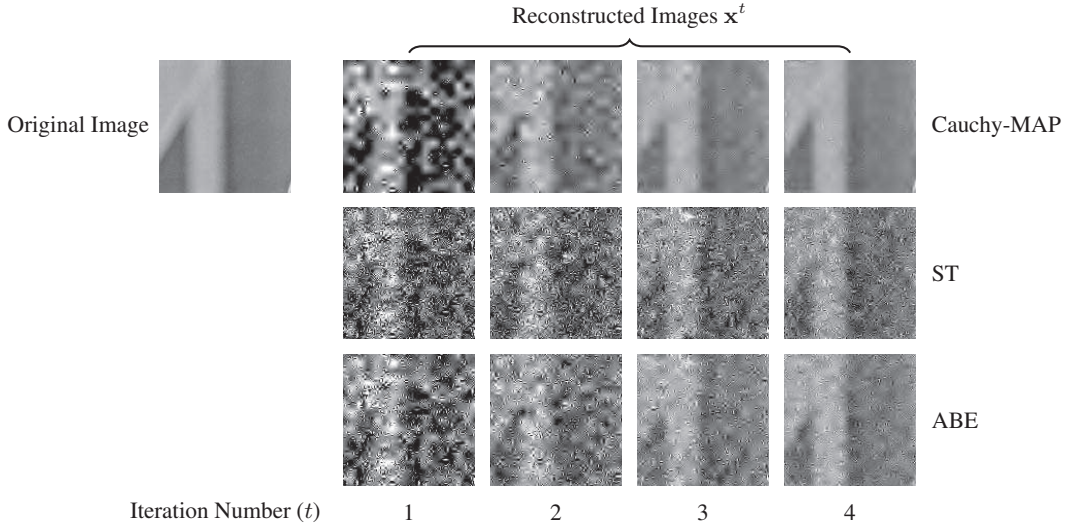 Reconstructed Images x^t
Original Image
Cauchy-MAP
ST
ABE
Iteration Number (t) 1 2 3 4